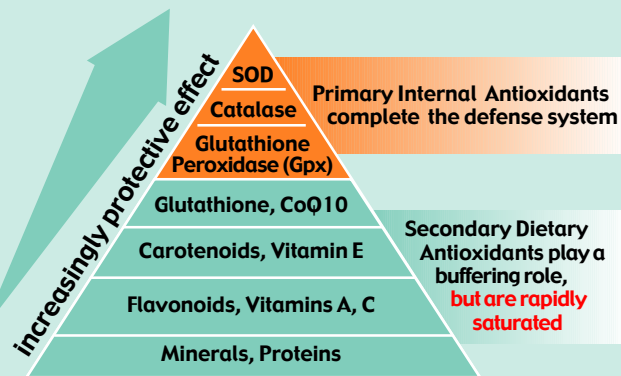 increasingly protective effect
SOD
Catalase
Glutathione
Peroxidase (Gpx)
Glutathione, CoQ10
Carotenoids, Vitamin E
Flavonoids, Vitamins A, C
Minerals, Proteins
Primary Internal Antioxidants
complete the defense system
Secondary Dietary
Antioxidants play a
buffering role,
but are rapidly
saturated